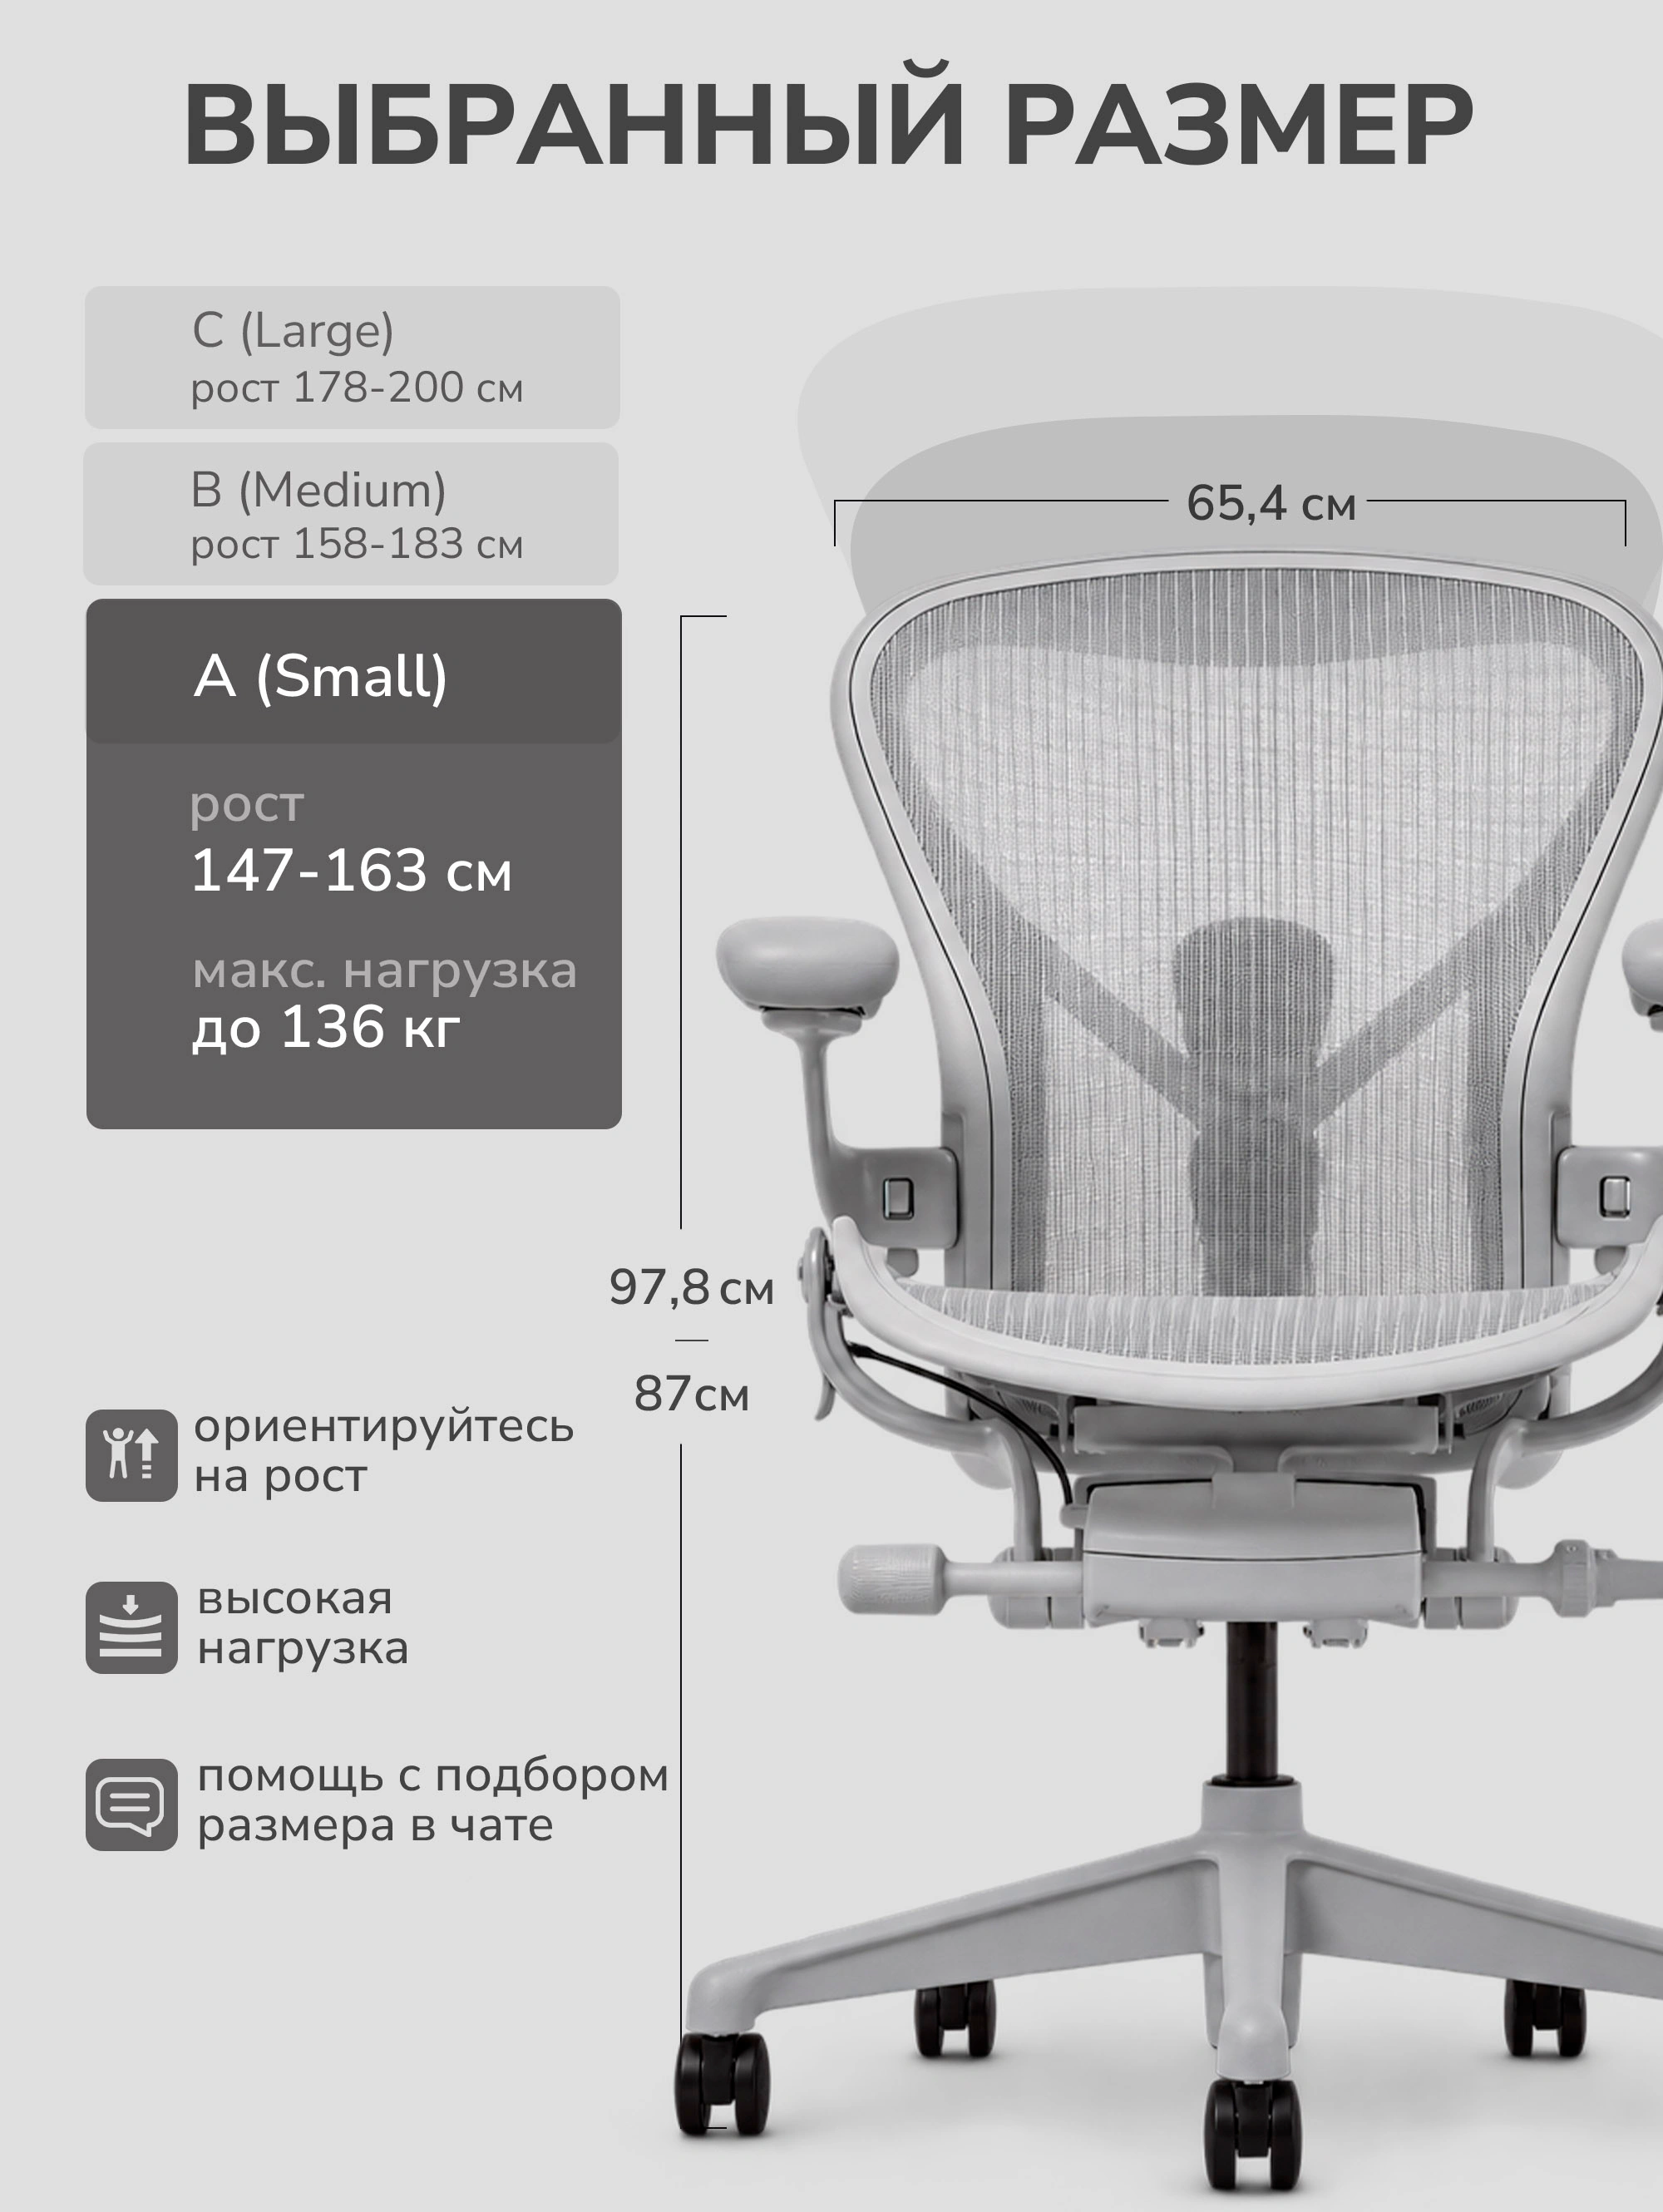 ВЫБРАННЫЙ РАЗМЕР
C (Large)
рост 178-200 см
B (Medium)
рост 158-183 см
A (Small)
рост
147-163 см
макс. нагрузка
до 136 кг
65,4 см
97,8 см
—
87см
ориентируйтесь
на рост
высокая
нагрузка
помощь с подбором
размера в чате